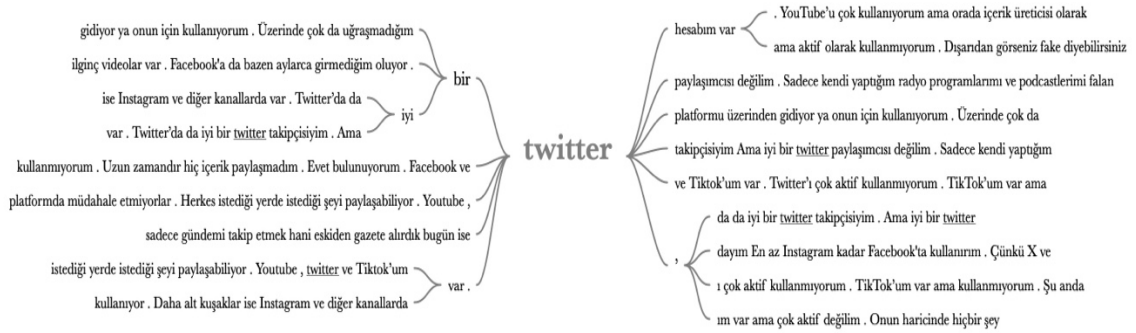 gidiyor ya onun için kullanıyorum . Üzerinde çok da uğraşmadığım
ilginç videolar var . Facebook'a da bazen aylarca girmediğim oluyor .
bir
ise Instagram ve diğer kanallarda var . Twitter'da da
var . Twitter'da da iyi bir twitter takipçisiyim . Ama
iyi
kullanmıyorum . Uzun zamandır hiç içerik paylaşmadım . Evet bulunuyorum . Facebook ve
platformda müdahale etmiyorlar . Herkes istediği yerde istediği şeyi paylaşabiliyor . Youtube ,
sadece gündemi takip etmek hani eskiden gazete alırdık bugün ise
istediği yerde istediği şeyi paylaşabiliyor . Youtube , twitter ve Tiktok'um
kullanıyor . Daha alt kuşaklar ise Instagram ve diğer kanallarda
var .
twitter
hesabım var
. YouTube'u çok kullanıyorum ama orada içerik üreticisi olarak
ama aktif olarak kullanmıyorum . Dışarıdan görseniz fake diyebilirsiniz
paylaşımcısı değilim . Sadece kendi yaptığım radyo programlarımı ve podcastlerimi falan
platformu üzerinden gidiyor ya onun için kullanıyorum . Üzerinde çok da
takipçisiyim Ama iyi bir twitter paylaşımcısı değilim . Sadece kendi yaptığım
ve Tiktok'um var . Twitter'ı çok aktif kullanmıyorum . TikTok'um var ama
,
da da iyi bir twitter takipçisiyim . Ama iyi bir twitter
dayım En az Instagram kadar Facebook'ta kullanırım . Çünkü X ve
ı çok aktif kullanmıyorum . TikTok'um var ama kullanmıyorum . Şu anda
ım var ama çok aktif değilim . Onun haricinde hiçbir şey